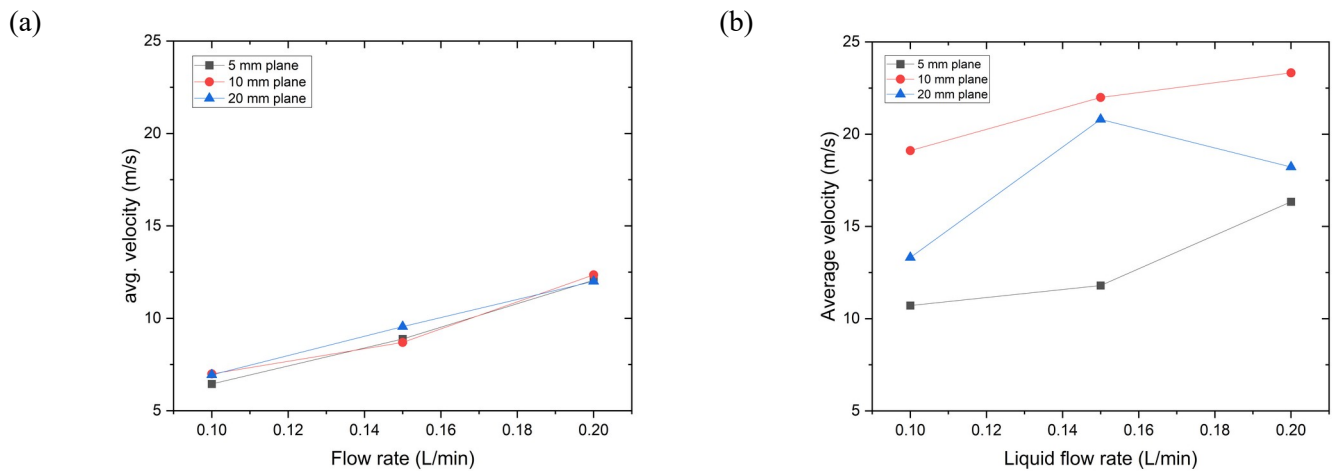 (a)
25
20
15
10
5
avg. velocity (m/s)
5 mm plane
10 mm plane
20 mm plane
0.10 0.12 0.14 0.16 0.18 0.20
Flow rate (L/min)
(b)
25
20
15
10
5
Average velocity (m/s)
5 mm plane
10 mm plane
20 mm plane
0.10 0.12 0.14 0.16 0.18 0.20
Liquid flow rate (L/min)